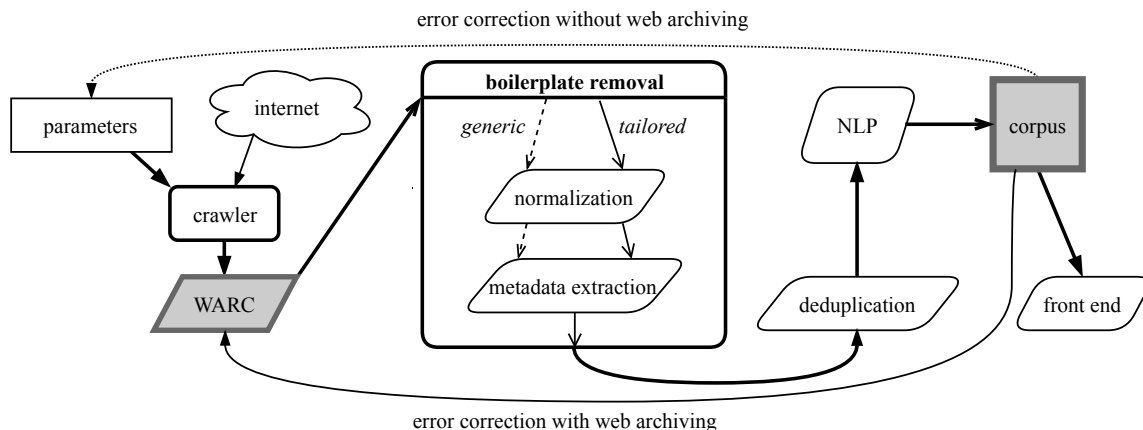 error correction without web archiving
boilerplate removal
parameters
internet
generic
tailored
NLP
corpus
normalization
crawler
WARC
metadata extraction
deduplication
front end
error correction with web archiving